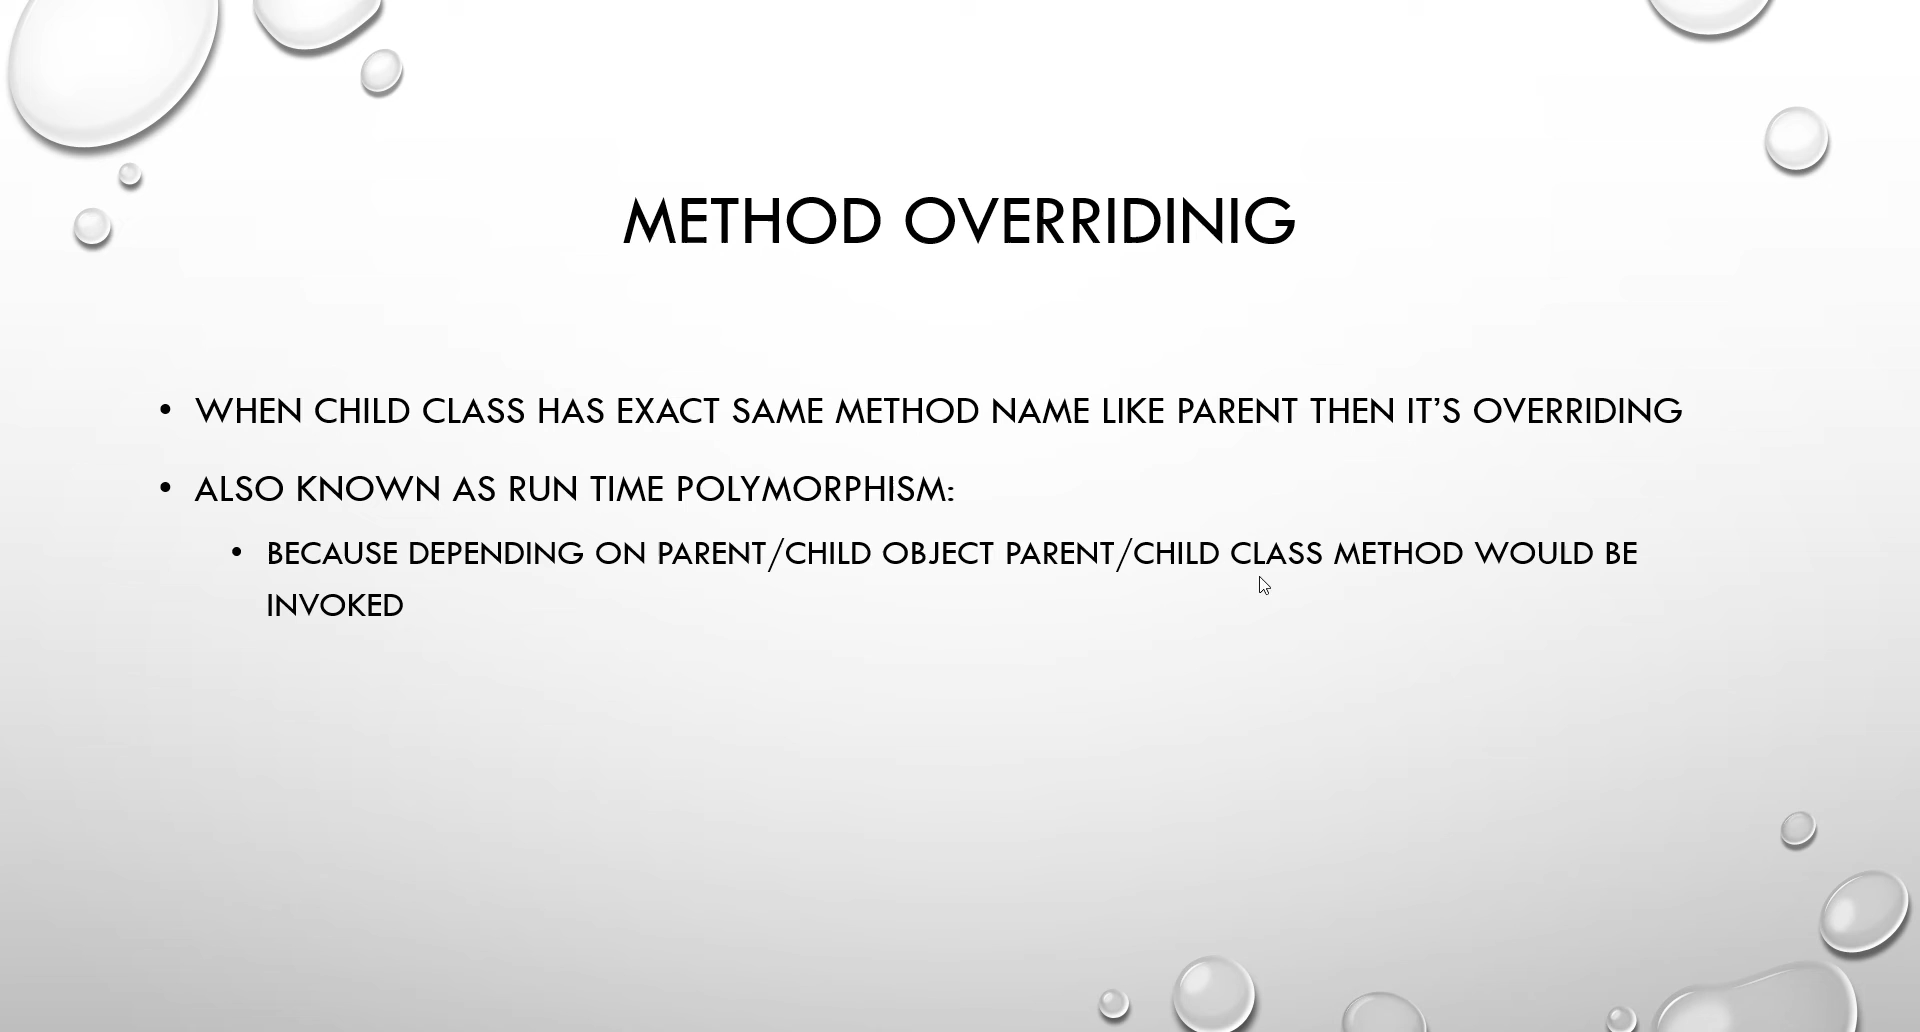 METHOD OVERRIDINIG
• WHEN CHILD CLASS HAS EXACT SAME METHOD NAME LIKE PARENT THEN IT’S OVERRIDING
• ALSO KNOWN AS RUN TIME POLYMORPHISM:
• BECAUSE DEPENDING ON PARENT/CHILD OBJECT PARENT/CHILD CLASS METHOD WOULD BE
INVOKED